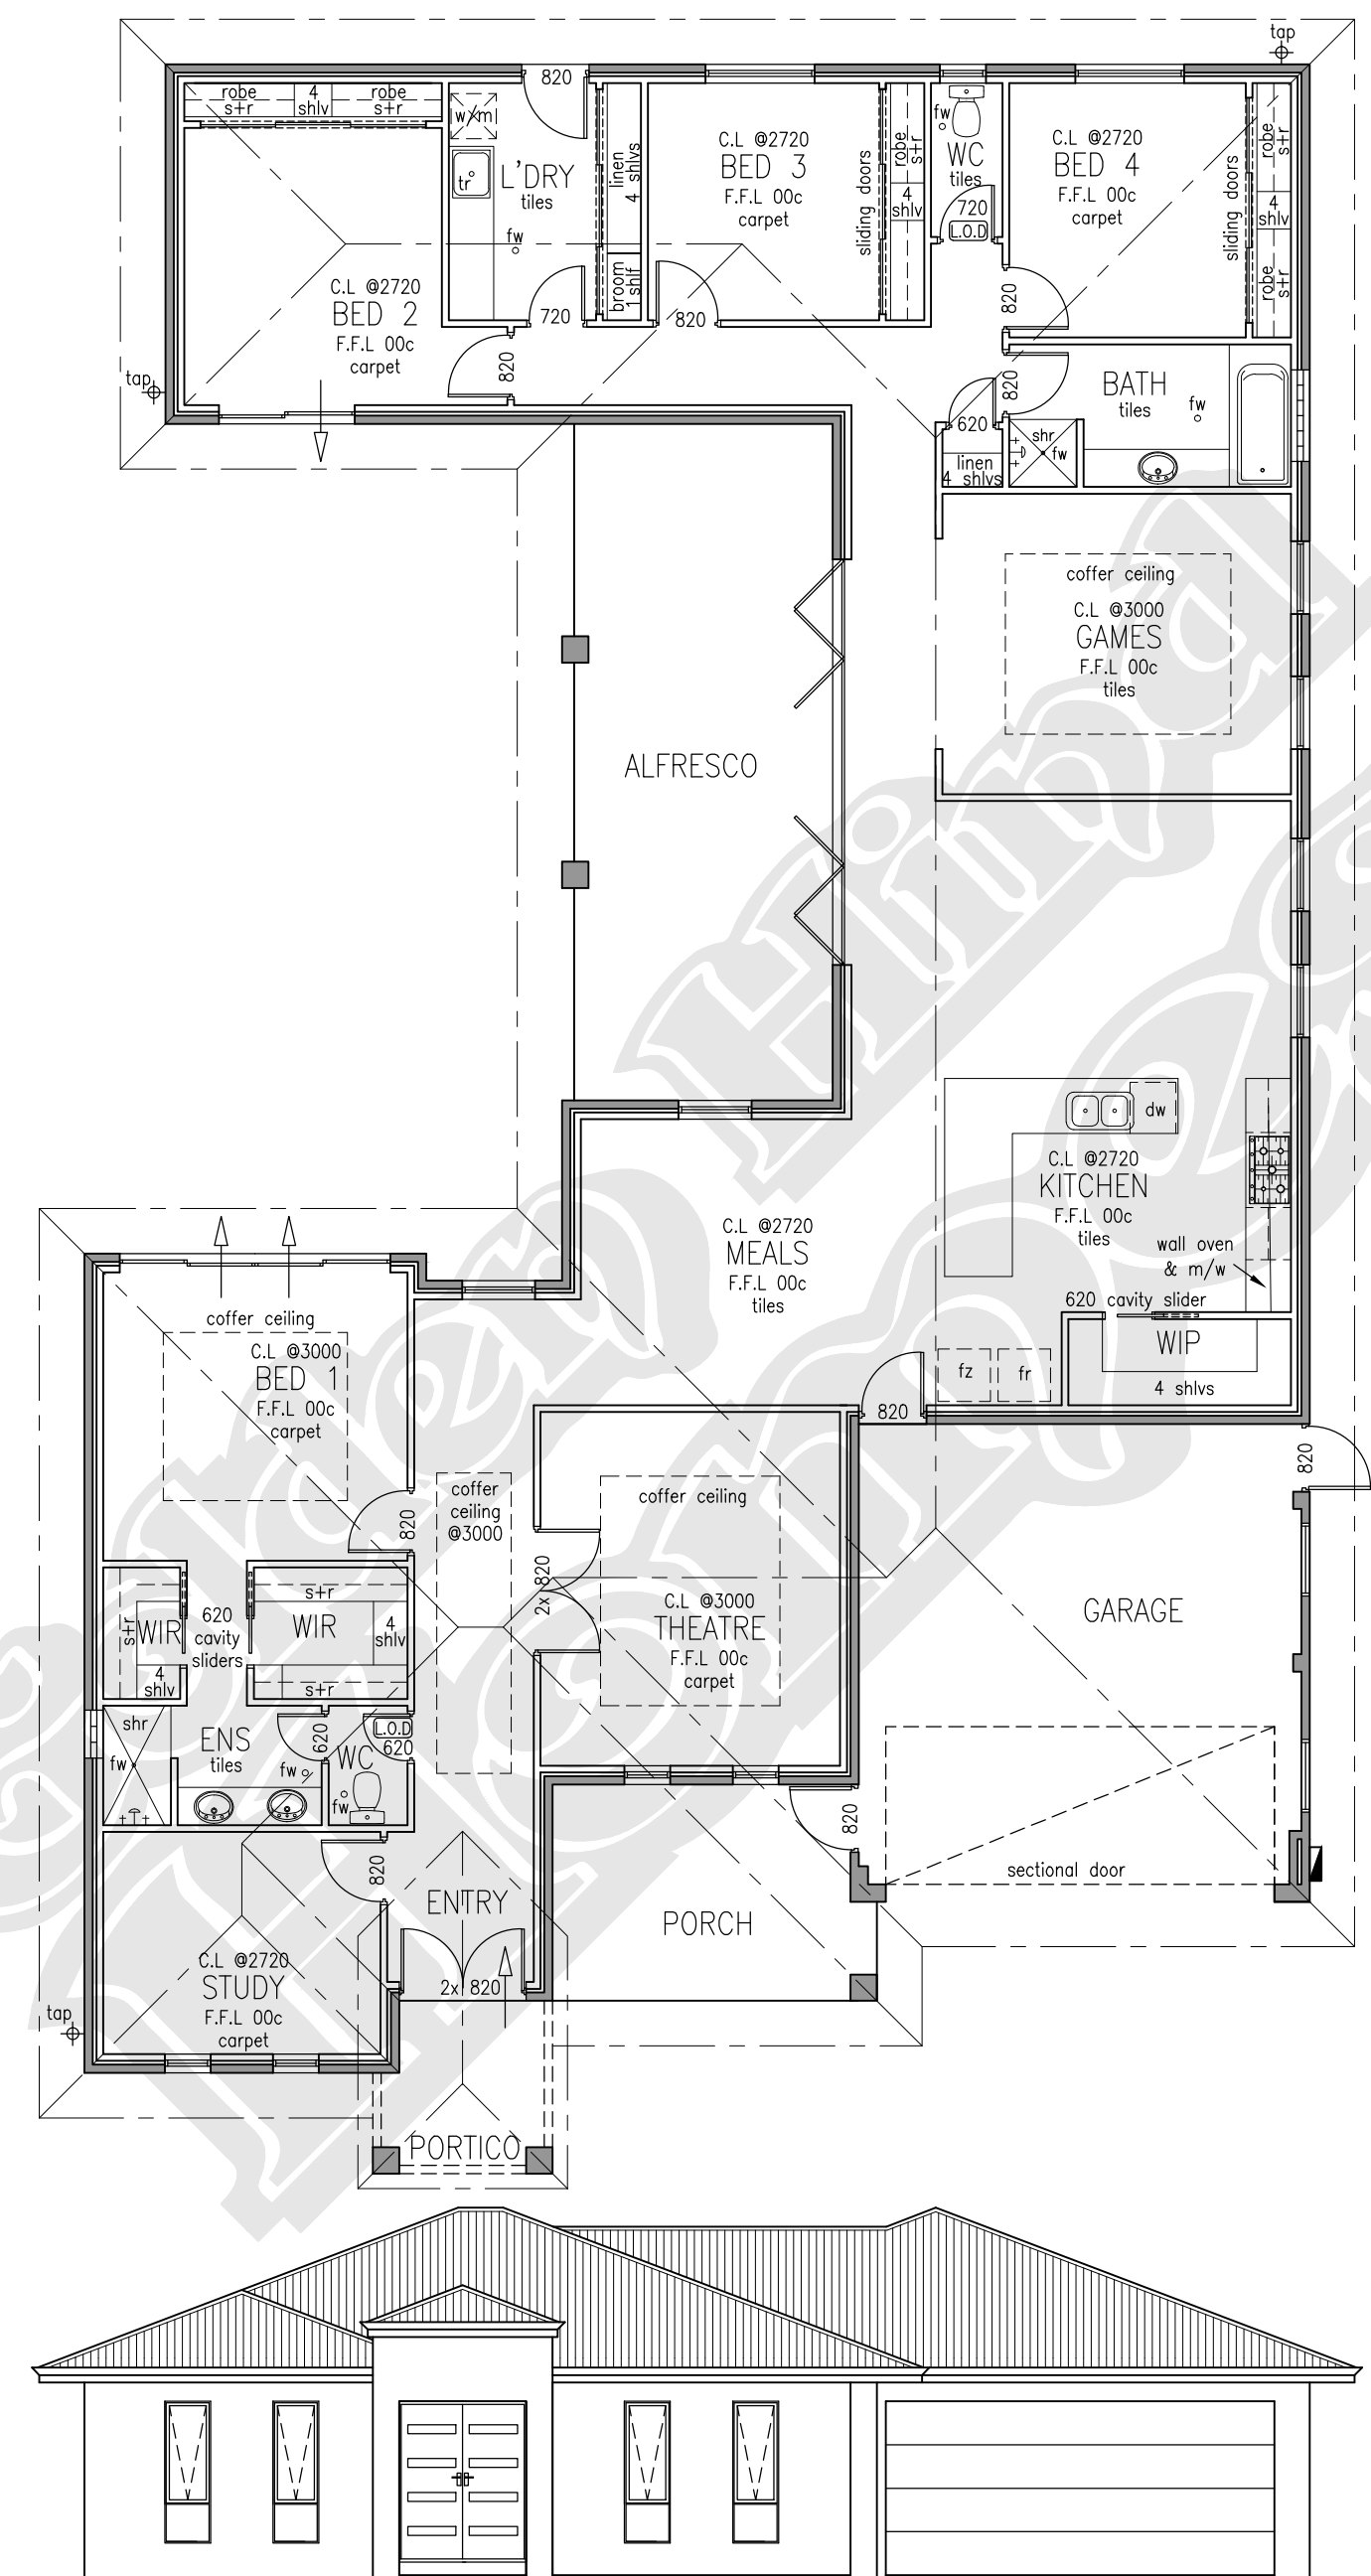 tap
robe
s+r
4
shlv
robe
s+r
820
w/m
tr
L'DRY
tiles
fw
linen
4 shlvs
broom
1 shlf
720
C.L @2720
BED 3
F.F.L 00c
carpet
820
sliding doors
robe
s+r
4
shlv
fw
WC
tiles
720
L.O.D
C.L @2720
BED 4
F.F.L 00c
carpet
sliding doors
robe
s+r
4
shlv
robe
s+r
820
C.L @2720
BED 2
F.F.L 00c
carpet
820
tap
820
BATH
tiles
fw
620
linen
4 shlvs
shr
fw
coffer ceiling
C.L @3000
GAMES
F.F.L 00c
tiles
ALFRESCO
dw
C.L @2720
KITCHEN
F.F.L 00c
tiles
wall oven
& m/w
620 cavity slider
WIP
4 shlvs
fz
fr
C.L @2720
MEALS
F.F.L 00c
tiles
820
820
coffer ceiling
C.L @3000
BED 1
F.F.L 00c
carpet
820
coffer
ceiling
@3000
coffer ceiling
2x 820
C.L @3000
THEATRE
F.F.L 00c
carpet
GARAGE
s+r
WIR
4
shlv
620
cavity
sliders
s+r
WIR
4
shlv
s+r
shr
fw
ENS
tiles
fw
620
L.O.D
620
WC
fw
820
820
sectional door
ENTRY
PORCH
2x 820
C.L @2720
STUDY
F.F.L 00c
carpet
tap
PORTICO